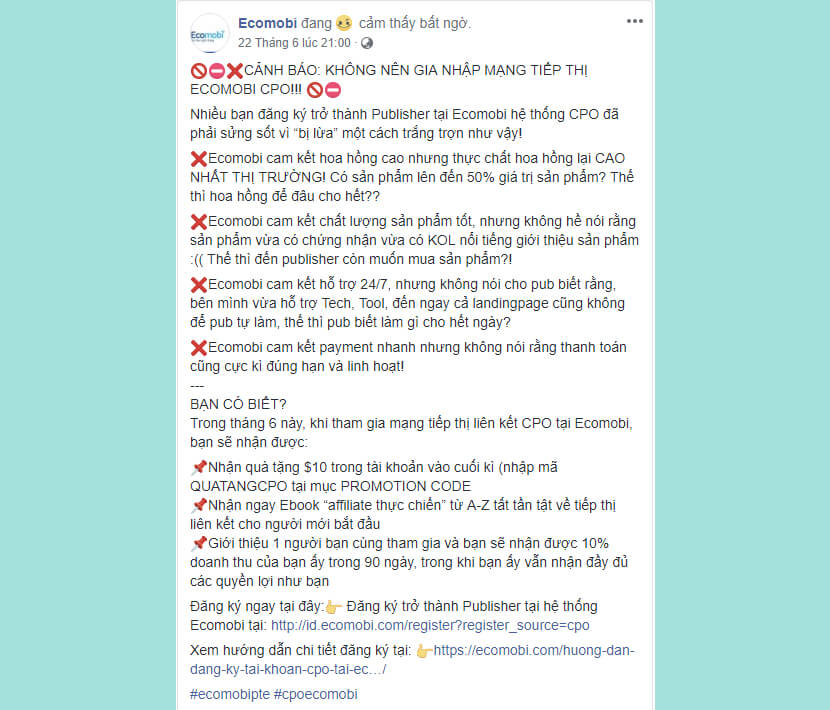 Ecomobi
Ecomobi đang 😆 cảm thấy bất ngờ.
22 Tháng 6 lúc 21:00 ·
🚫⛔❌CẢNH BÁO: KHÔNG NÊN GIA NHẬP MẠNG TIẾP THỊ
ECOMOBI CPO!!! 🚫⛔
Nhiều bạn đăng ký trở thành Publisher tại Ecomobi hệ thống CPO đã
phải sửng sốt vì “bị lừa” một cách trắng trợn như vậy!
❌Ecomobi cam kết hoa hồng cao nhưng thực chất hoa hồng lại CAO
NHẤT THỊ TRƯỜNG! Có sản phẩm lên đến 50% giá trị sản phẩm? Thế
thì hoa hồng để đâu cho hết??
❌Ecomobi cam kết chất lượng sản phẩm tốt, nhưng không hề nói rằng
sản phẩm vừa có chứng nhận vừa có KOL nổi tiếng giới thiệu sản phẩm
:(( Thế thì đến publisher còn muốn mua sản phẩm?!
❌Ecomobi cam kết hỗ trợ 24/7, nhưng không nói cho pub biết rằng,
bên mình vừa hỗ trợ Tech, Tool, đến ngay cả landingpage cũng không
để pub tự làm, thế thì pub biết làm gì cho hết ngày?
❌Ecomobi cam kết payment nhanh nhưng không nói rằng thanh toán
cũng cực kì đúng hạn và linh hoạt!
---
BẠN CÓ BIẾT?
Trong tháng 6 này, khi tham gia mạng tiếp thị liên kết CPO tại Ecomobi,
bạn sẽ nhận được:
📌Nhận quà tặng $10 trong tài khoản vào cuối kì (nhập mã
QUATANGCPO tại mục PROMOTION CODE
📌Nhận ngay Ebook “affiliate thực chiến” từ A-Z tất tần tật về tiếp thị
liên kết cho người mới bắt đầu
📌Giới thiệu 1 người bạn cùng tham gia và bạn sẽ nhận được 10%
doanh thu của bạn ấy trong 90 ngày, trong khi bạn ấy vẫn nhận đầy đủ
các quyền lợi như bạn
Đăng ký ngay tại đây:👉 Đăng ký trở thành Publisher tại hệ thống
Ecomobi tại: http://id.ecomobi.com/register?register_source=cpo
Xem hướng dẫn chi tiết đăng ký tại: 👉https://ecomobi.com/huong-dan-
dang-ky-tai-khoan-cpo-tai-ec…/
#ecomobipte #cpoecomobi